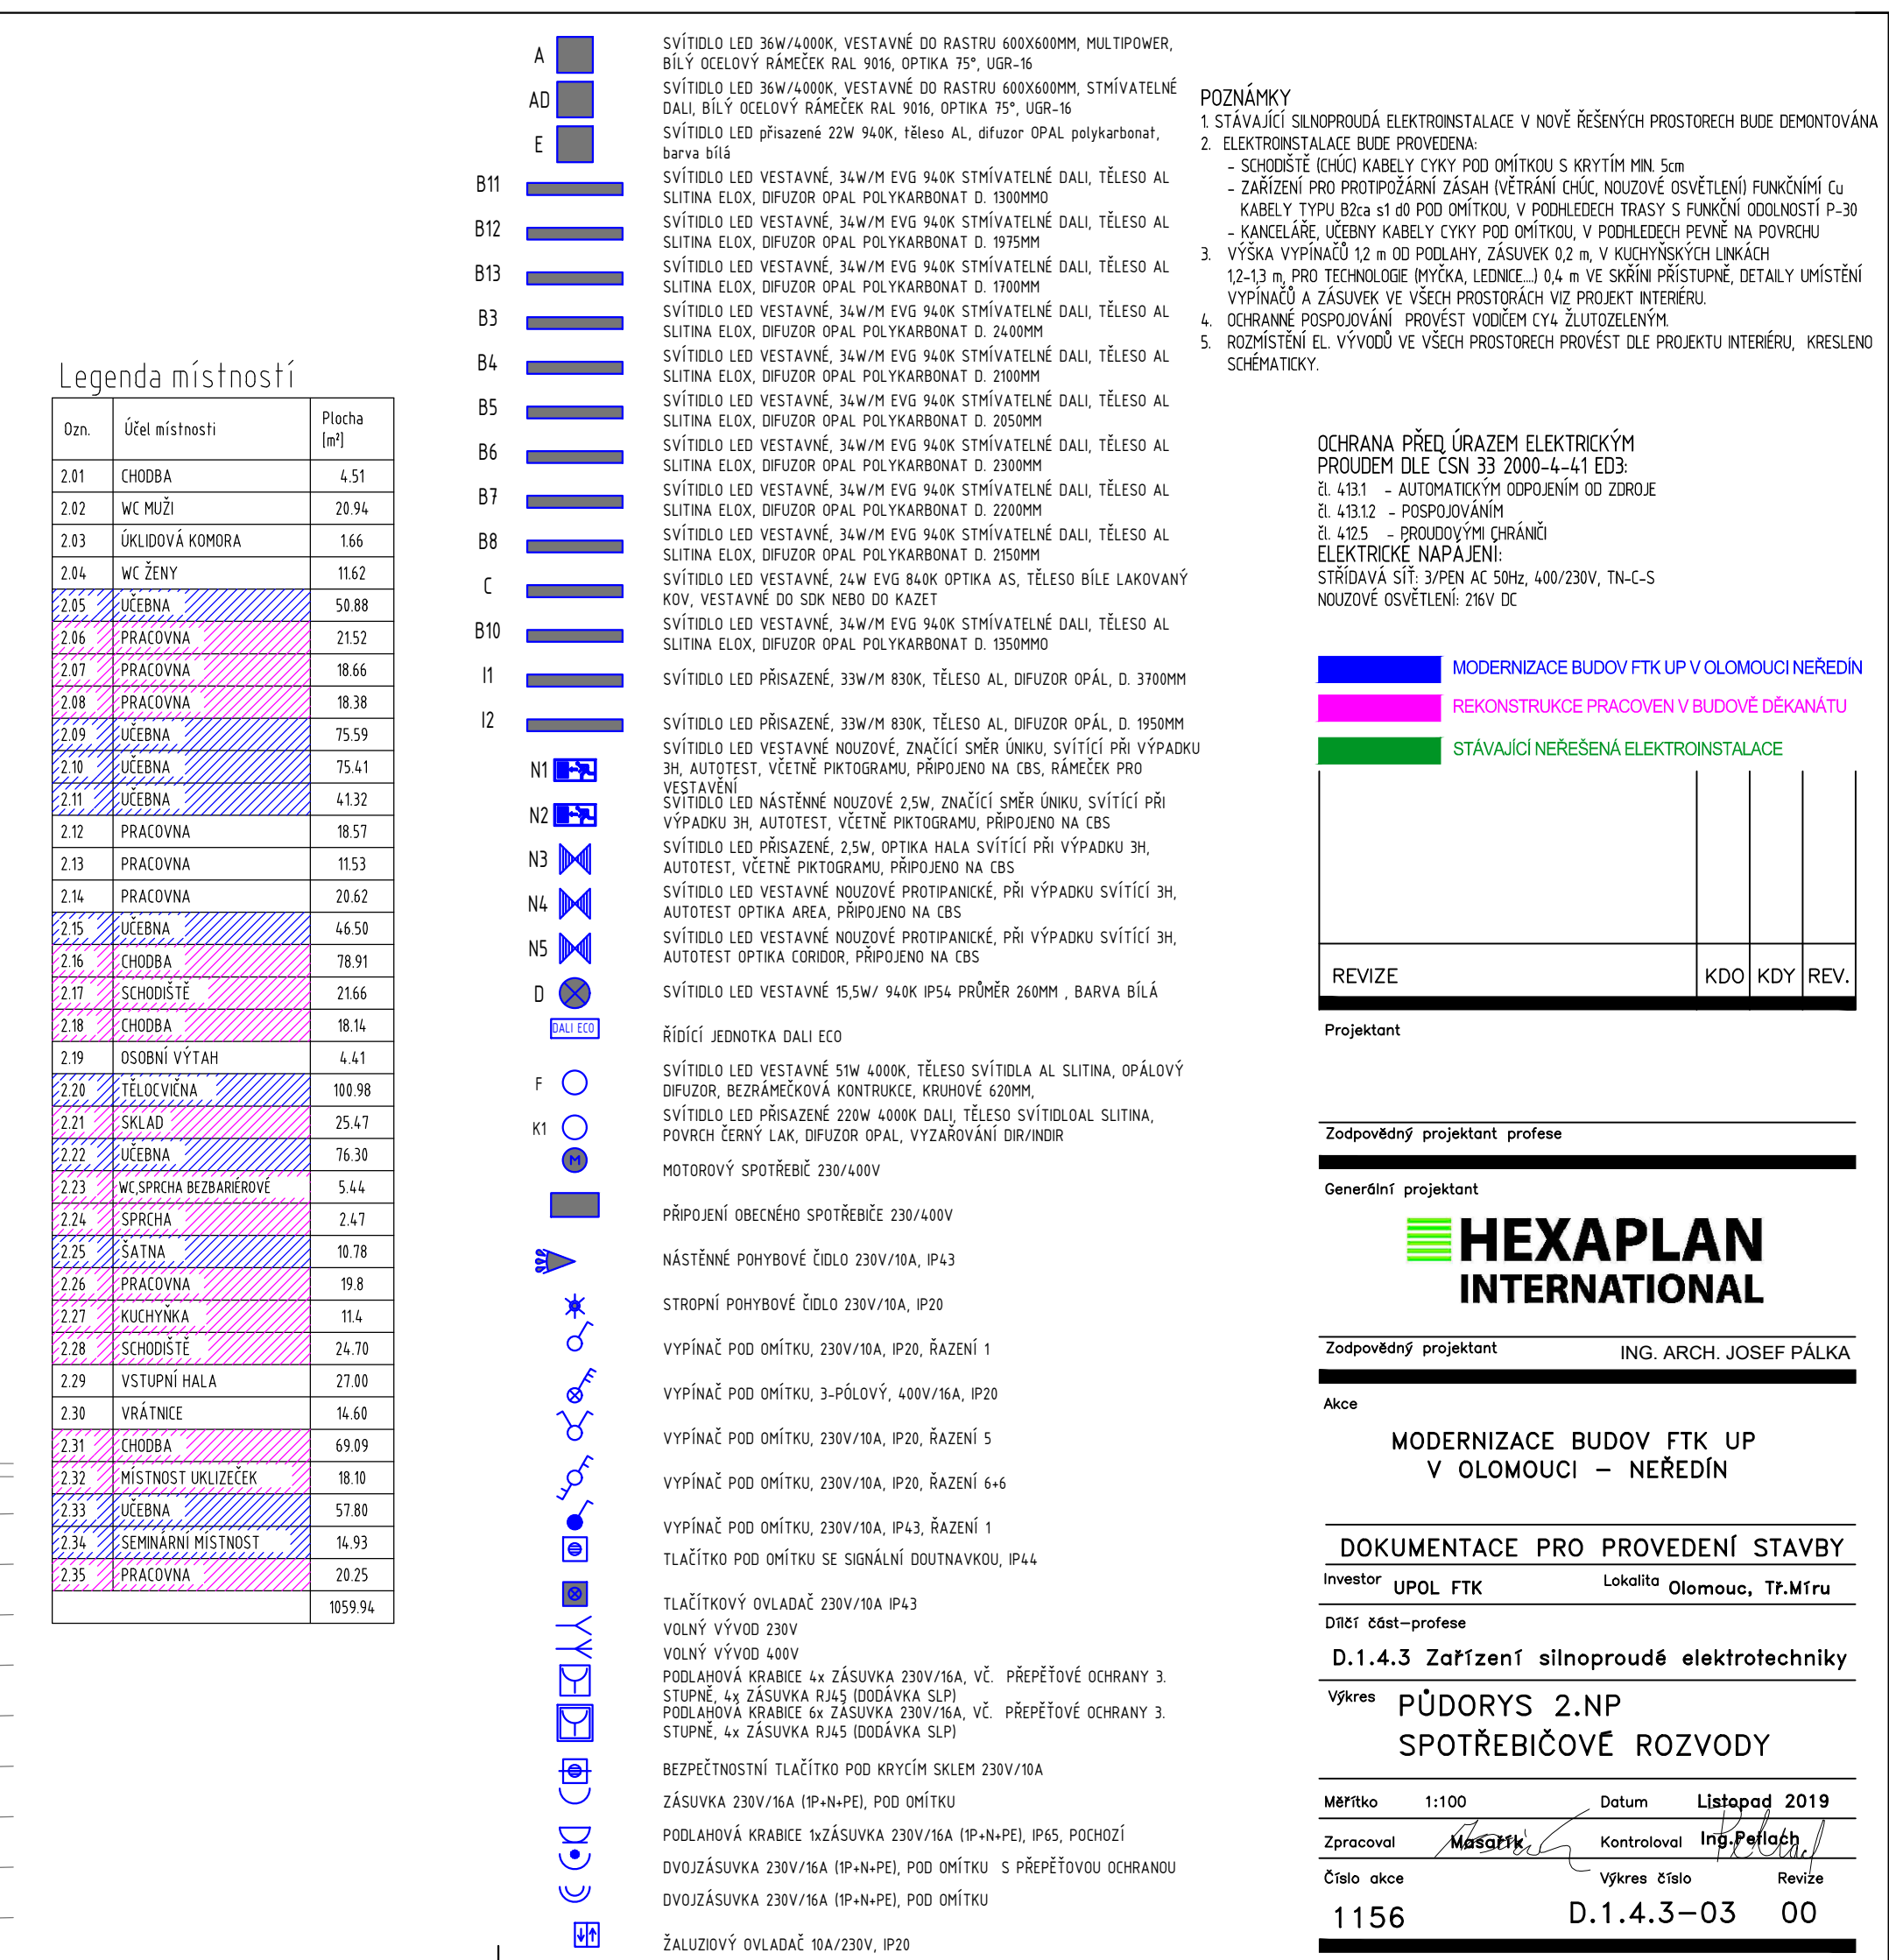 Legenda místností
Ozn. Účel místnosti Plocha [m²]
2.01 CHODBA 4.51
2.02 WC MUŽI 20.94
2.03 ÚKLIDOVÁ KOMORA 1.66
2.04 WC ŽENY 11.62
2.05 UČEBNA 50.88
2.06 PRACOVNA 21.52
2.07 PRACOVNA 18.66
2.08 PRACOVNA 18.38
2.09 UČEBNA 75.59
2.10 UČEBNA 75.41
2.11 UČEBNA 41.32
2.12 PRACOVNA 18.57
2.13 PRACOVNA 11.53
2.14 PRACOVNA 20.62
2.15 UČEBNA 46.50
2.16 CHODBA 78.91
2.17 SCHODIŠTĚ 21.66
2.18 CHODBA 18.14
2.19 OSOBNÍ VÝTAH 4.41
2.20 TĚLOCVIČNA 100.98
2.21 SKLAD 25.47
2.22 UČEBNA 76.30
2.23 WC,SPRCHA BEZBARIÉROVÉ 5.44
2.24 SPRCHA 2.47
2.25 ŠATNA 10.78
2.26 PRACOVNA 19.8
2.27 KUCHYŇKA 11.4
2.28 SCHODIŠTĚ 24.70
2.29 VSTUPNÍ HALA 27.00
2.30 VRÁTNICE 14.60
2.31 CHODBA 69.09
2.32 MÍSTNOST UKLIZEČEK 18.10
2.33 UČEBNA 57.80
2.34 SEMINÁRNÍ MÍSTNOST 14.93
2.35 PRACOVNA 20.25
1059.94
A SVÍTIDLO LED 36W/4000K, VESTAVNÉ DO RASTRU 600X600MM, MULTIPOWER,
BÍLÝ OCELOVÝ RÁMEČEK RAL 9016, OPTIKA 75°, UGR-16
AD SVÍTIDLO LED 36W/4000K, VESTAVNÉ DO RASTRU 600X600MM, STMÍVATELNÉ
DALI, BÍLÝ OCELOVÝ RÁMEČEK RAL 9016, OPTIKA 75°, UGR-16
E SVÍTIDLO LED přisazené 22W 940K, těleso AL, difuzor OPAL polykarbonat,
barva bílá
B11 SVÍTIDLO LED VESTAVNÉ, 34W/M EVG 940K STMÍVATELNÉ DALI, TĚLESO AL
SLITINA ELOX, DIFUZOR OPAL POLYKARBONAT D. 1300MM0
B12 SVÍTIDLO LED VESTAVNÉ, 34W/M EVG 940K STMÍVATELNÉ DALI, TĚLESO AL
SLITINA ELOX, DIFUZOR OPAL POLYKARBONAT D. 1975MM
B13 SVÍTIDLO LED VESTAVNÉ, 34W/M EVG 940K STMÍVATELNÉ DALI, TĚLESO AL
SLITINA ELOX, DIFUZOR OPAL POLYKARBONAT D. 1700MM
B3 SVÍTIDLO LED VESTAVNÉ, 34W/M EVG 940K STMÍVATELNÉ DALI, TĚLESO AL
SLITINA ELOX, DIFUZOR OPAL POLYKARBONAT D. 2400MM
B4 SVÍTIDLO LED VESTAVNÉ, 34W/M EVG 940K STMÍVATELNÉ DALI, TĚLESO AL
SLITINA ELOX, DIFUZOR OPAL POLYKARBONAT D. 2100MM
B5 SVÍTIDLO LED VESTAVNÉ, 34W/M EVG 940K STMÍVATELNÉ DALI, TĚLESO AL
SLITINA ELOX, DIFUZOR OPAL POLYKARBONAT D. 2050MM
B6 SVÍTIDLO LED VESTAVNÉ, 34W/M EVG 940K STMÍVATELNÉ DALI, TĚLESO AL
SLITINA ELOX, DIFUZOR OPAL POLYKARBONAT D. 2300MM
B7 SVÍTIDLO LED VESTAVNÉ, 34W/M EVG 940K STMÍVATELNÉ DALI, TĚLESO AL
SLITINA ELOX, DIFUZOR OPAL POLYKARBONAT D. 2200MM
B8 SVÍTIDLO LED VESTAVNÉ, 34W/M EVG 940K STMÍVATELNÉ DALI, TĚLESO AL
SLITINA ELOX, DIFUZOR OPAL POLYKARBONAT D. 2150MM
C SVÍTIDLO LED VESTAVNÉ, 24W EVG 840K OPTIKA AS, TĚLESO BÍLE LAKOVANÝ
KOV, VESTAVNÉ DO SDK NEBO DO KAZET
B10 SVÍTIDLO LED VESTAVNÉ, 34W/M EVG 940K STMÍVATELNÉ DALI, TĚLESO AL
SLITINA ELOX, DIFUZOR OPAL POLYKARBONAT D. 1350MM0
I1 SVÍTIDLO LED PŘISAZENÉ, 33W/M 830K, TĚLESO AL, DIFUZOR OPÁL, D. 3700MM
I2 SVÍTIDLO LED PŘISAZENÉ, 33W/M 830K, TĚLESO AL, DIFUZOR OPÁL, D. 1950MM
N1 SVÍTIDLO LED VESTAVNÉ NOUZOVÉ, ZNAČÍCÍ SMĚR ÚNIKU, SVÍTÍCÍ PŘI VÝPADKU
3H, AUTOTEST, VČETNĚ PIKTOGRAMU, PŘIPOJENO NA CBS, RÁMEČEK PRO
VESTAVĚNÍ
N2 SVÍTIDLO LED NÁSTĚNNÉ NOUZOVÉ 2,5W, ZNAČÍCÍ SMĚR ÚNIKU, SVÍTÍCÍ PŘI
VÝPADKU 3H, AUTOTEST, VČETNĚ PIKTOGRAMU, PŘIPOJENO NA CBS
N3 SVÍTIDLO LED PŘISAZENÉ, 2,5W, OPTIKA HALA SVÍTÍCÍ PŘI VÝPADKU 3H,
AUTOTEST, VČETNĚ PIKTOGRAMU, PŘIPOJENO NA CBS
N4 SVÍTIDLO LED VESTAVNÉ NOUZOVÉ PROTIPANICKÉ, PŘI VÝPADKU SVÍTÍCÍ 3H,
AUTOTEST OPTIKA AREA, PŘIPOJENO NA CBS
N5 SVÍTIDLO LED VESTAVNÉ NOUZOVÉ PROTIPANICKÉ, PŘI VÝPADKU SVÍTÍCÍ 3H,
AUTOTEST OPTIKA CORIDOR, PŘIPOJENO NA CBS
D SVÍTIDLO LED VESTAVNÉ 15,5W/ 940K IP54 PRŮMĚR 260MM , BARVA BÍLÁ
DALI ECO ŘÍDÍCÍ JEDNOTKA DALI ECO
F SVÍTIDLO LED VESTAVNÉ 51W 4000K, TĚLESO SVÍTIDLA AL SLITINA, OPÁLOVÝ
DIFUZOR, BEZRÁMEČKOVÁ KONTRUKCE, KRUHOVÉ 620MM,
K1 SVÍTIDLO LED PŘISAZENÉ 220W 4000K DALI, TĚLESO SVÍTIDLOAL SLITINA,
POVRCH ČERNÝ LAK, DIFUZOR OPAL, VYZAŘOVÁNÍ DIR/INDIR
M MOTOROVÝ SPOTŘEBIČ 230/400V
PŘIPOJENÍ OBECNÉHO SPOTŘEBIČE 230/400V
NÁSTĚNNÉ POHYBOVÉ ČIDLO 230V/10A, IP43
STROPNÍ POHYBOVÉ ČIDLO 230V/10A, IP20
VYPÍNAČ POD OMÍTKU, 230V/10A, IP20, ŘAZENÍ 1
VYPÍNAČ POD OMÍTKU, 3-PÓLOVÝ, 400V/16A, IP20
VYPÍNAČ POD OMÍTKU, 230V/10A, IP20, ŘAZENÍ 5
VYPÍNAČ POD OMÍTKU, 230V/10A, IP20, ŘAZENÍ 6+6
VYPÍNAČ POD OMÍTKU, 230V/10A, IP43, ŘAZENÍ 1
TLAČÍTKO POD OMÍTKU SE SIGNÁLNÍ DOUTNAVKOU, IP44
TLAČÍTKOVÝ OVLADAČ 230V/10A IP43
VOLNÝ VÝVOD 230V
VOLNÝ VÝVOD 400V
PODLAHOVÁ KRABICE 4x ZÁSUVKA 230V/16A, VČ. PŘEPĚŤOVÉ OCHRANY 3.
STUPNĚ, 4x ZÁSUVKA RJ45 (DODÁVKA SLP)
PODLAHOVÁ KRABICE 6x ZÁSUVKA 230V/16A, VČ. PŘEPĚŤOVÉ OCHRANY 3.
STUPNĚ, 4x ZÁSUVKA RJ45 (DODÁVKA SLP)
BEZPEČTNOSTNÍ TLAČÍTKO POD KRYCÍM SKLEM 230V/10A
ZÁSUVKA 230V/16A (1P+N+PE), POD OMÍTKU
PODLAHOVÁ KRABICE 1xZÁSUVKA 230V/16A (1P+N+PE), IP65, POCHOZÍ
DVOJZÁSUVKA 230V/16A (1P+N+PE), POD OMÍTKU S PŘEPĚŤOVOU OCHRANOU
DVOJZÁSUVKA 230V/16A (1P+N+PE), POD OMÍTKU
ŽALUZIOVÝ OVLADAČ 10A/230V, IP20
POZNÁMKY
1. STÁVAJÍCÍ SILNOPROUDÁ ELEKTROINSTALACE V NOVĚ ŘEŠENÝCH PROSTORECH BUDE DEMONTOVÁNA
2. ELEKTROINSTALACE BUDE PROVEDENA:
- SCHODIŠTĚ (CHÚC) KABELY CYKY POD OMÍTKOU S KRYTÍM MIN. 5cm
- ZAŘÍZENÍ PRO PROTIPOŽÁRNÍ ZÁSAH (VĚTRÁNÍ CHÚC, NOUZOVÉ OSVĚTLENÍ) FUNKČNÍMÍ Cu
KABELY TYPU B2ca s1 d0 POD OMÍTKOU, V PODHLEDECH TRASY S FUNKČNÍ ODOLNOSTÍ P-30
- KANCELÁŘE, UČEBNY KABELY CYKY POD OMÍTKOU, V PODHLEDECH PEVNĚ NA POVRCHU
3. VÝŠKA VYPÍNAČŮ 1,2 m OD PODLAHY, ZÁSUVEK 0,2 m, V KUCHYŇSKÝCH LINKÁCH
1,2-1,3 m, PRO TECHNOLOGIE (MYČKA, LEDNICE....) 0,4 m VE SKŘÍNI PŘÍSTUPNĚ, DETAILY UMÍSTĚNÍ
VYPÍNAČŮ A ZÁSUVEK VE VŠECH PROSTORÁCH VIZ PROJEKT INTERIÉRU.
4. OCHRANNÉ POSPOJOVÁNÍ PROVÉST VODIČEM CY4 ŽLUTOZELENÝM.
5. ROZMÍSTĚNÍ EL. VÝVODŮ VE VŠECH PROSTORECH PROVÉST DLE PROJEKTU INTERIÉRU, KRESLENO
SCHÉMATICKY.
OCHRANA PŘED ÚRAZEM ELEKTRICKÝM
PROUDEM DLE ČSN 33 2000-4-41 ED3:
čl. 413.1 - AUTOMATICKÝM ODPOJENÍM OD ZDROJE
čl. 413.1.2 - POSPOJOVÁNÍM
čl. 412.5 - PROUDOVÝMI CHRÁNIČI
ELEKTRICKÉ NAPÁJENÍ:
STŘÍDAVÁ SÍŤ: 3/PEN AC 50Hz, 400/230V, TN-C-S
NOUZOVÉ OSVĚTLENÍ: 216V DC
MODERNIZACE BUDOV FTK UP V OLOMOUCI NEŘEDÍN
REKONSTRUKCE PRACOVEN V BUDOVĚ DĚKANÁTU
STÁVAJÍCÍ NEŘEŠENÁ ELEKTROINSTALACE
REVIZE KDO KDY REV.
Projektant
Zodpovědný projektant profese
Generální projektant
HEXAPLAN
INTERNATIONAL
Zodpovědný projektant ING. ARCH. JOSEF PÁLKA
Akce
MODERNIZACE BUDOV FTK UP
V OLOMOUCI – NEŘEDÍN
DOKUMENTACE PRO PROVEDENÍ STAVBY
Investor UPOL FTK Lokalita Olomouc, Tř.Míru
Dílčí část–profese
D.1.4.3 Zařízení silnoproudé elektrotechniky
Výkres PŮDORYS 2.NP
SPOTŘEBIČOVÉ ROZVODY
Měřítko 1:100 Datum Listopad 2019
Zpracoval Masařík Kontroloval Ing.Peflach
Číslo akce Výkres číslo Revize
1156 D.1.4.3–03 00